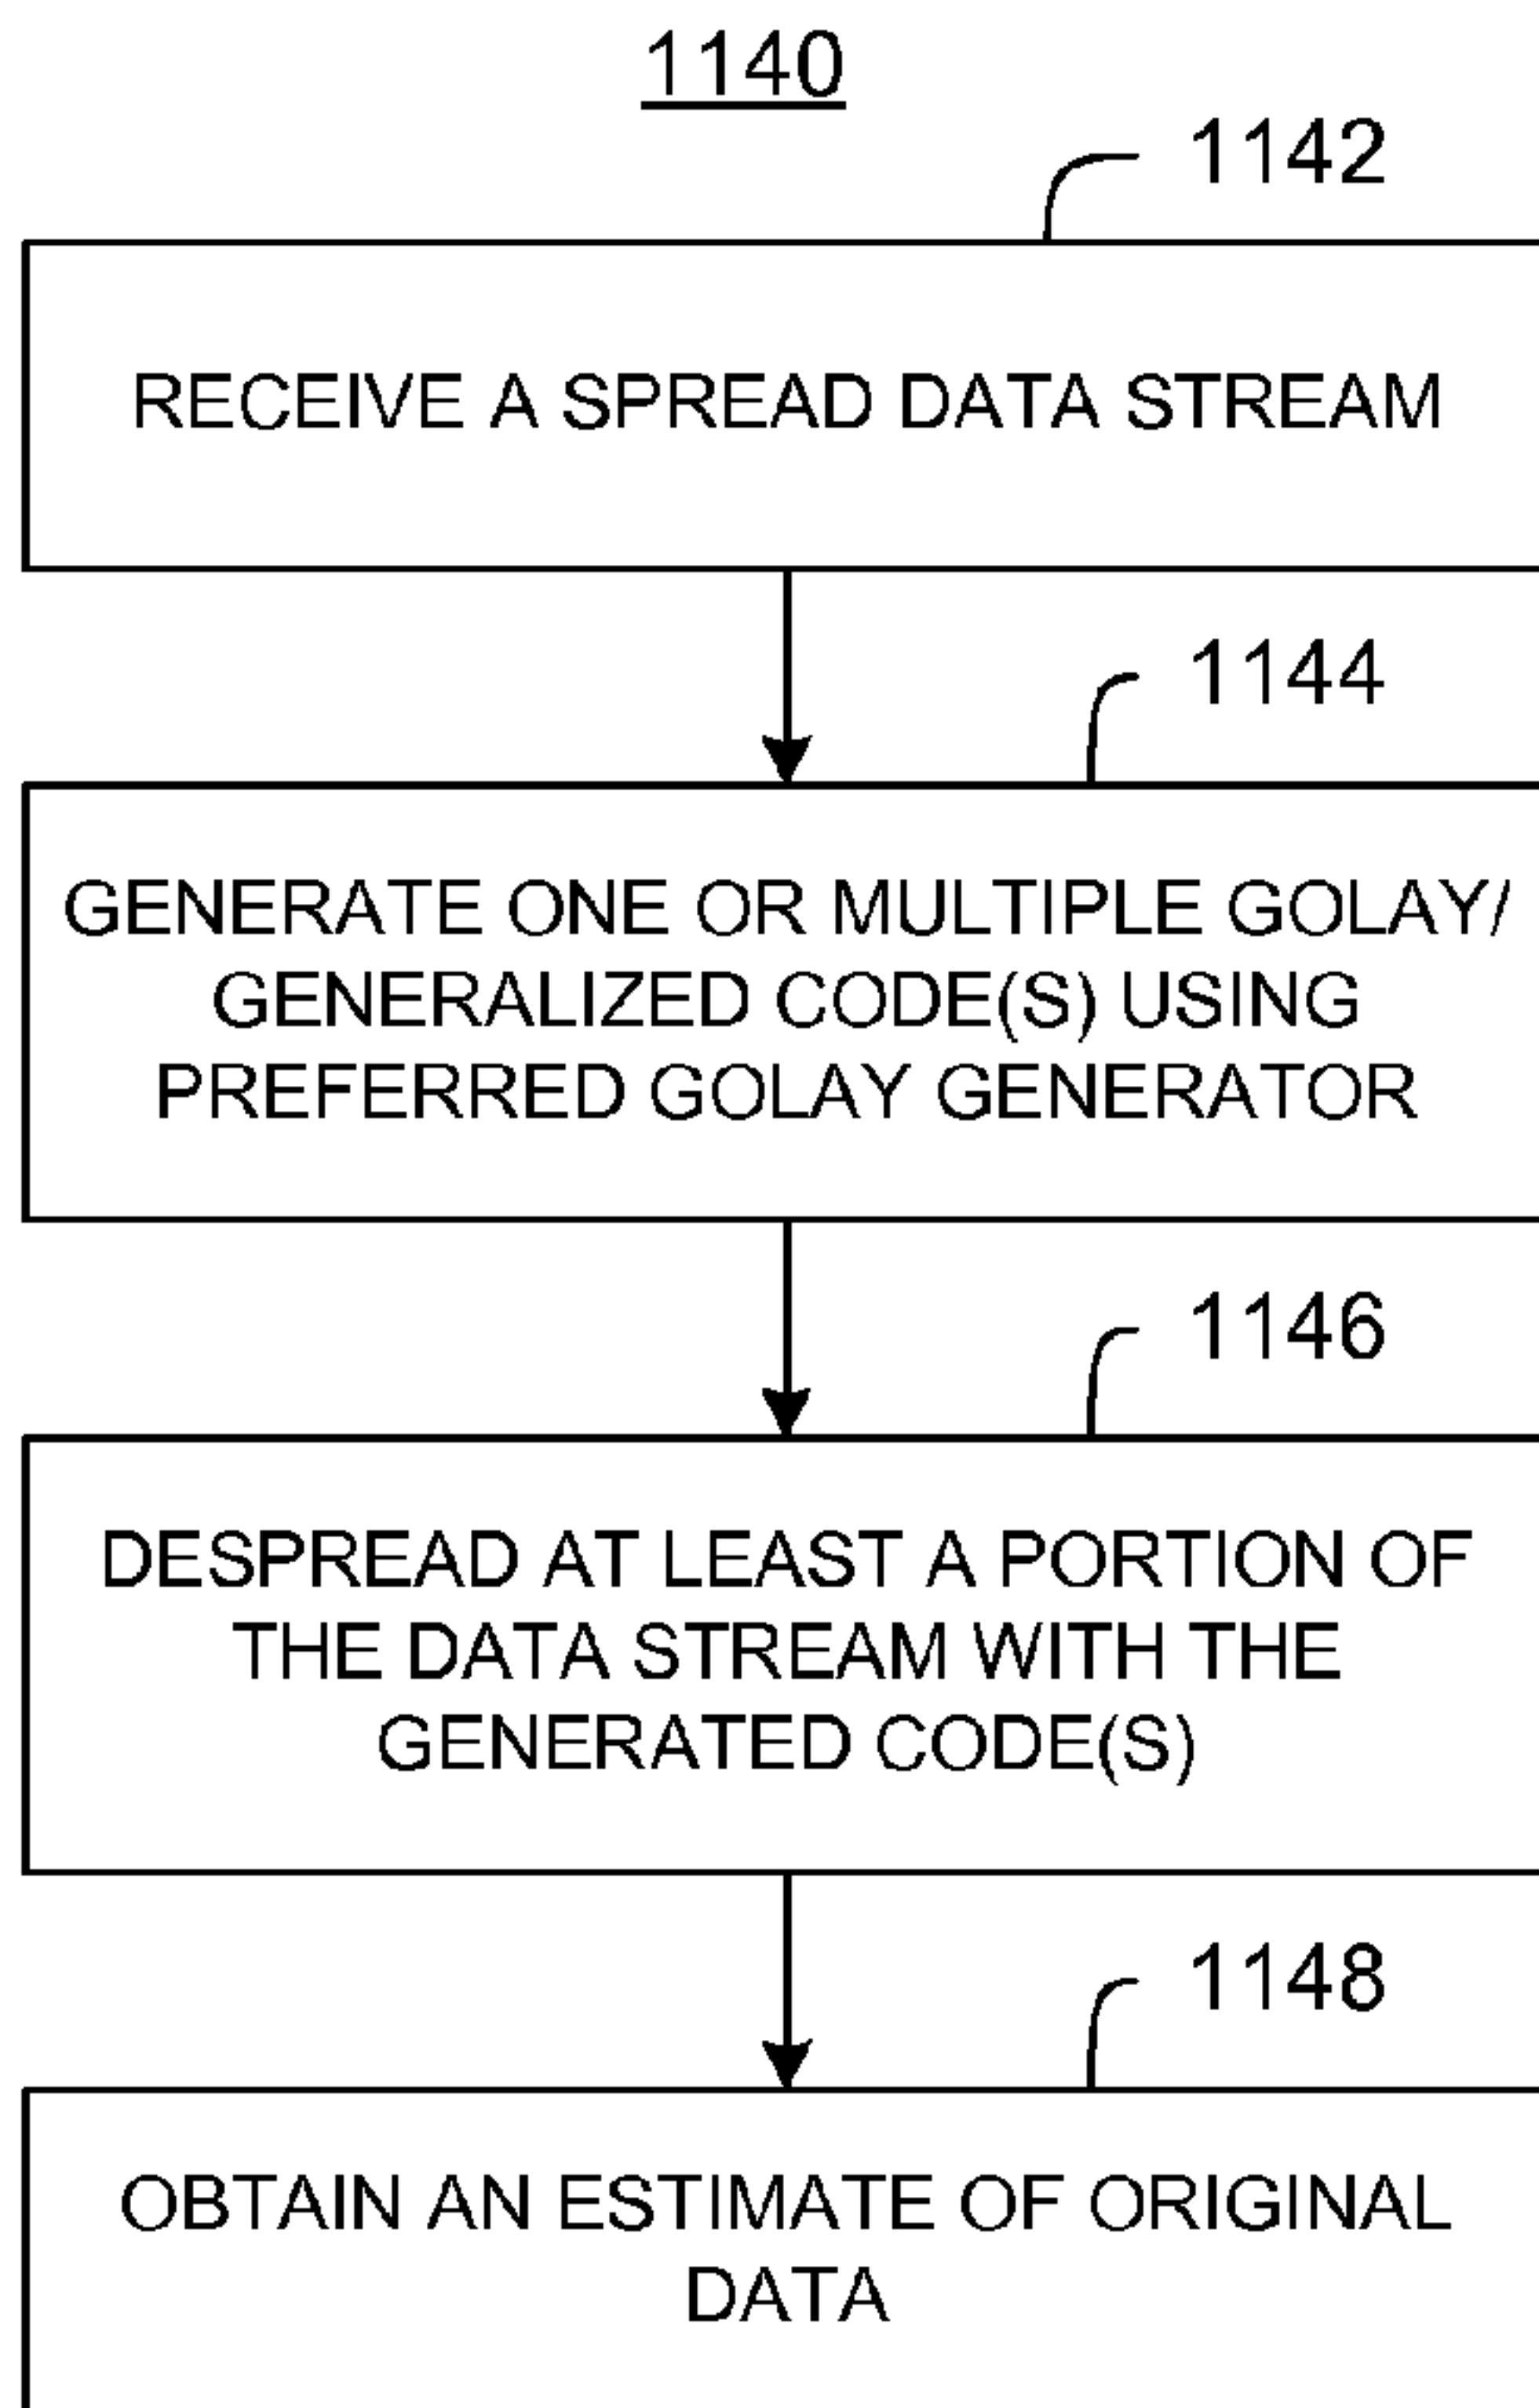 1140
1142
RECEIVE A SPREAD DATA STREAM
1144
GENERATE ONE OR MULTIPLE GOLAY/
GENERALIZED CODE(S) USING
PREFERRED GOLAY GENERATOR
1146
DESPREAD AT LEAST A PORTION OF
THE DATA STREAM WITH THE
GENERATED CODE(S)
1148
OBTAIN AN ESTIMATE OF ORIGINAL
DATA